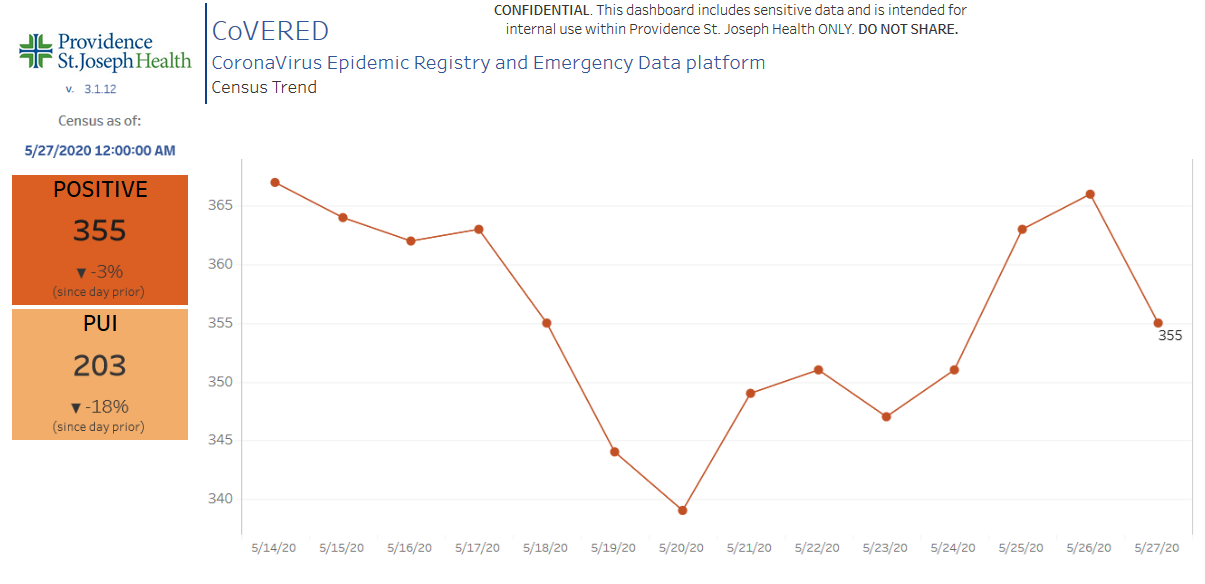 CONFIDENTIAL. This dashboard includes sensitive data and is intended for
internal use within Providence St. Joseph Health ONLY. DO NOT SHARE.
Providence
St.JosephHealth
v. 3.1.12
CoVERED
CoronaVirus Epidemic Registry and Emergency Data platform
Census Trend
Census as of:
5/27/2020 12:00:00 AM
POSITIVE
355
▼ -3%
(since day prior)
PUI
203
▼ -18%
(since day prior)
365
360
355
350
345
340
355
5/14/20 5/15/20 5/16/20 5/17/20 5/18/20 5/19/20 5/20/20 5/21/20 5/22/20 5/23/20 5/24/20 5/25/20 5/26/20 5/27/20